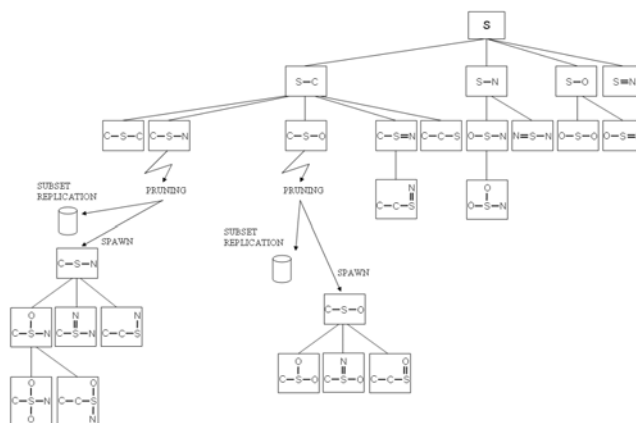 S
S–C
S–N
S–O
S=N
C–S–C
C–S–N
C–S–O
C–S=N
C–C–S
O–S–N
N=S–N
O–S–O
O–S=
PRUNING
PRUNING
N
C–C–S
O
O–S–N
SUBSET
REPLICATION
SPAWN
C–S–N
SUBSET
REPLICATION
SPAWN
C–S–O
O
C–S–N
N
C–S–N
N
C–C–S
O
C–S–O
N
C–S–O
O
C–C–S
O
C–S–N
O
O
C–C–S
N